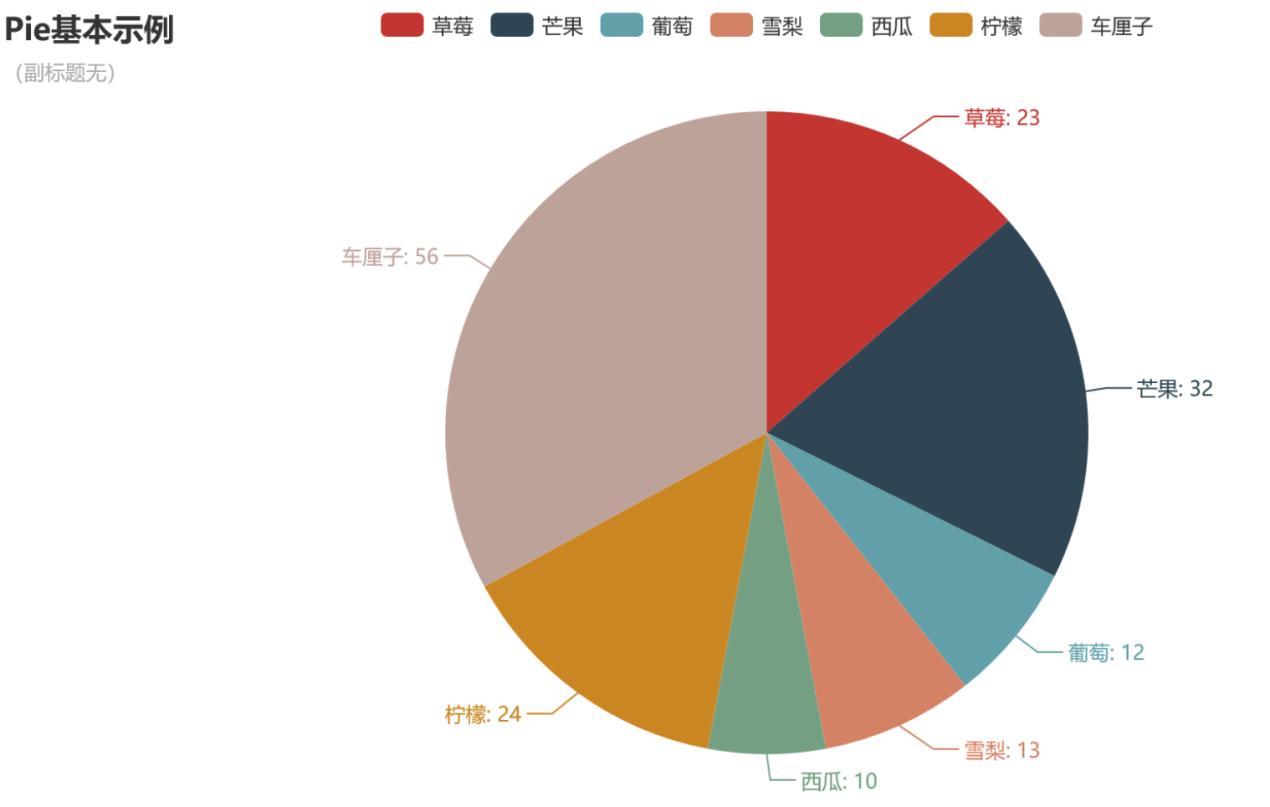 Pie基本示例
（副标题无）
草莓 芒果 葡萄 雪梨 西瓜 柠檬 车厘子
草莓: 23
车厘子: 56
芒果: 32
葡萄: 12
柠檬: 24
雪梨: 13
西瓜: 10